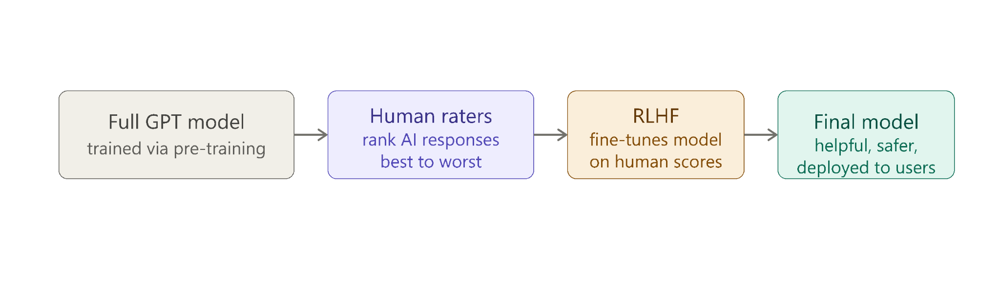 Full GPT model
trained via pre-training
Human raters
rank AI responses
best to worst
RLHF
fine-tunes model
on human scores
Final model
helpful, safer,
deployed to users